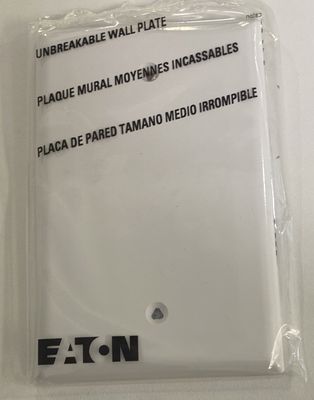 UNBREAKABLE WALL PLATE
PLAQUE MURAL MOYENNES INCASSABLES
PLACA DE PARED TAMANO MEDIO IRROMPIBLE
EATON